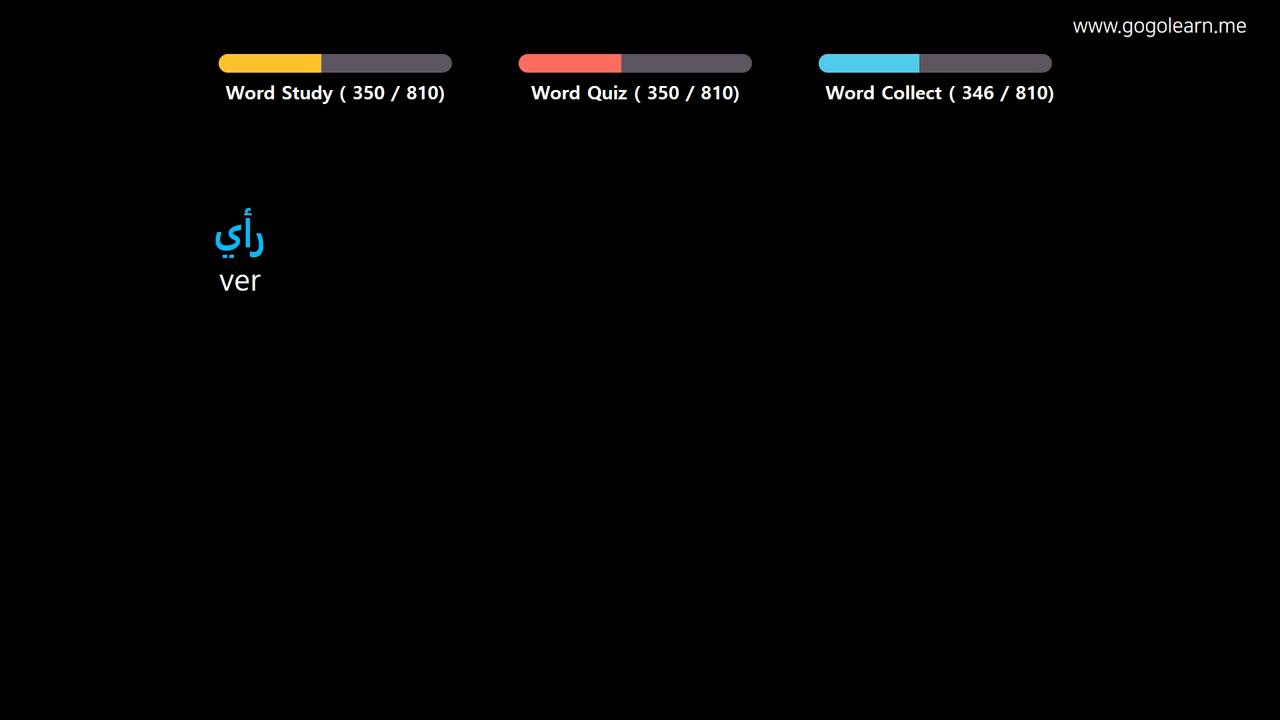 www.gogolearn.me
Word Study ( 350 / 810)
Word Quiz ( 350 / 810)
Word Collect ( 346 / 810)
رأي
ver